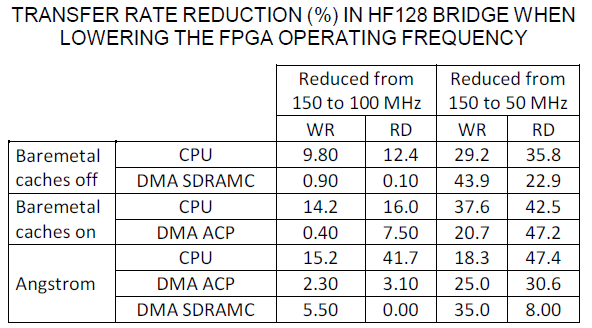 TRANSFER RATE REDUCTION (%) IN HF128 BRIDGE WHEN
LOWERING THE FPGA OPERATING FREQUENCY
Reduced from Reduced from
150 to 100 MHz 150 to 50 MHz
WR RD WR RD
Baremetal CPU 9.80 12.4 29.2 35.8
caches off DMA SDRAMC 0.90 0.10 43.9 22.9
Baremetal CPU 14.2 16.0 37.6 42.5
caches on DMA ACP 0.40 7.50 20.7 47.2
CPU 15.2 41.7 18.3 47.4
Angstrom DMA ACP 2.30 3.10 25.0 30.6
DMA SDRAMC 5.50 0.00 35.0 8.00